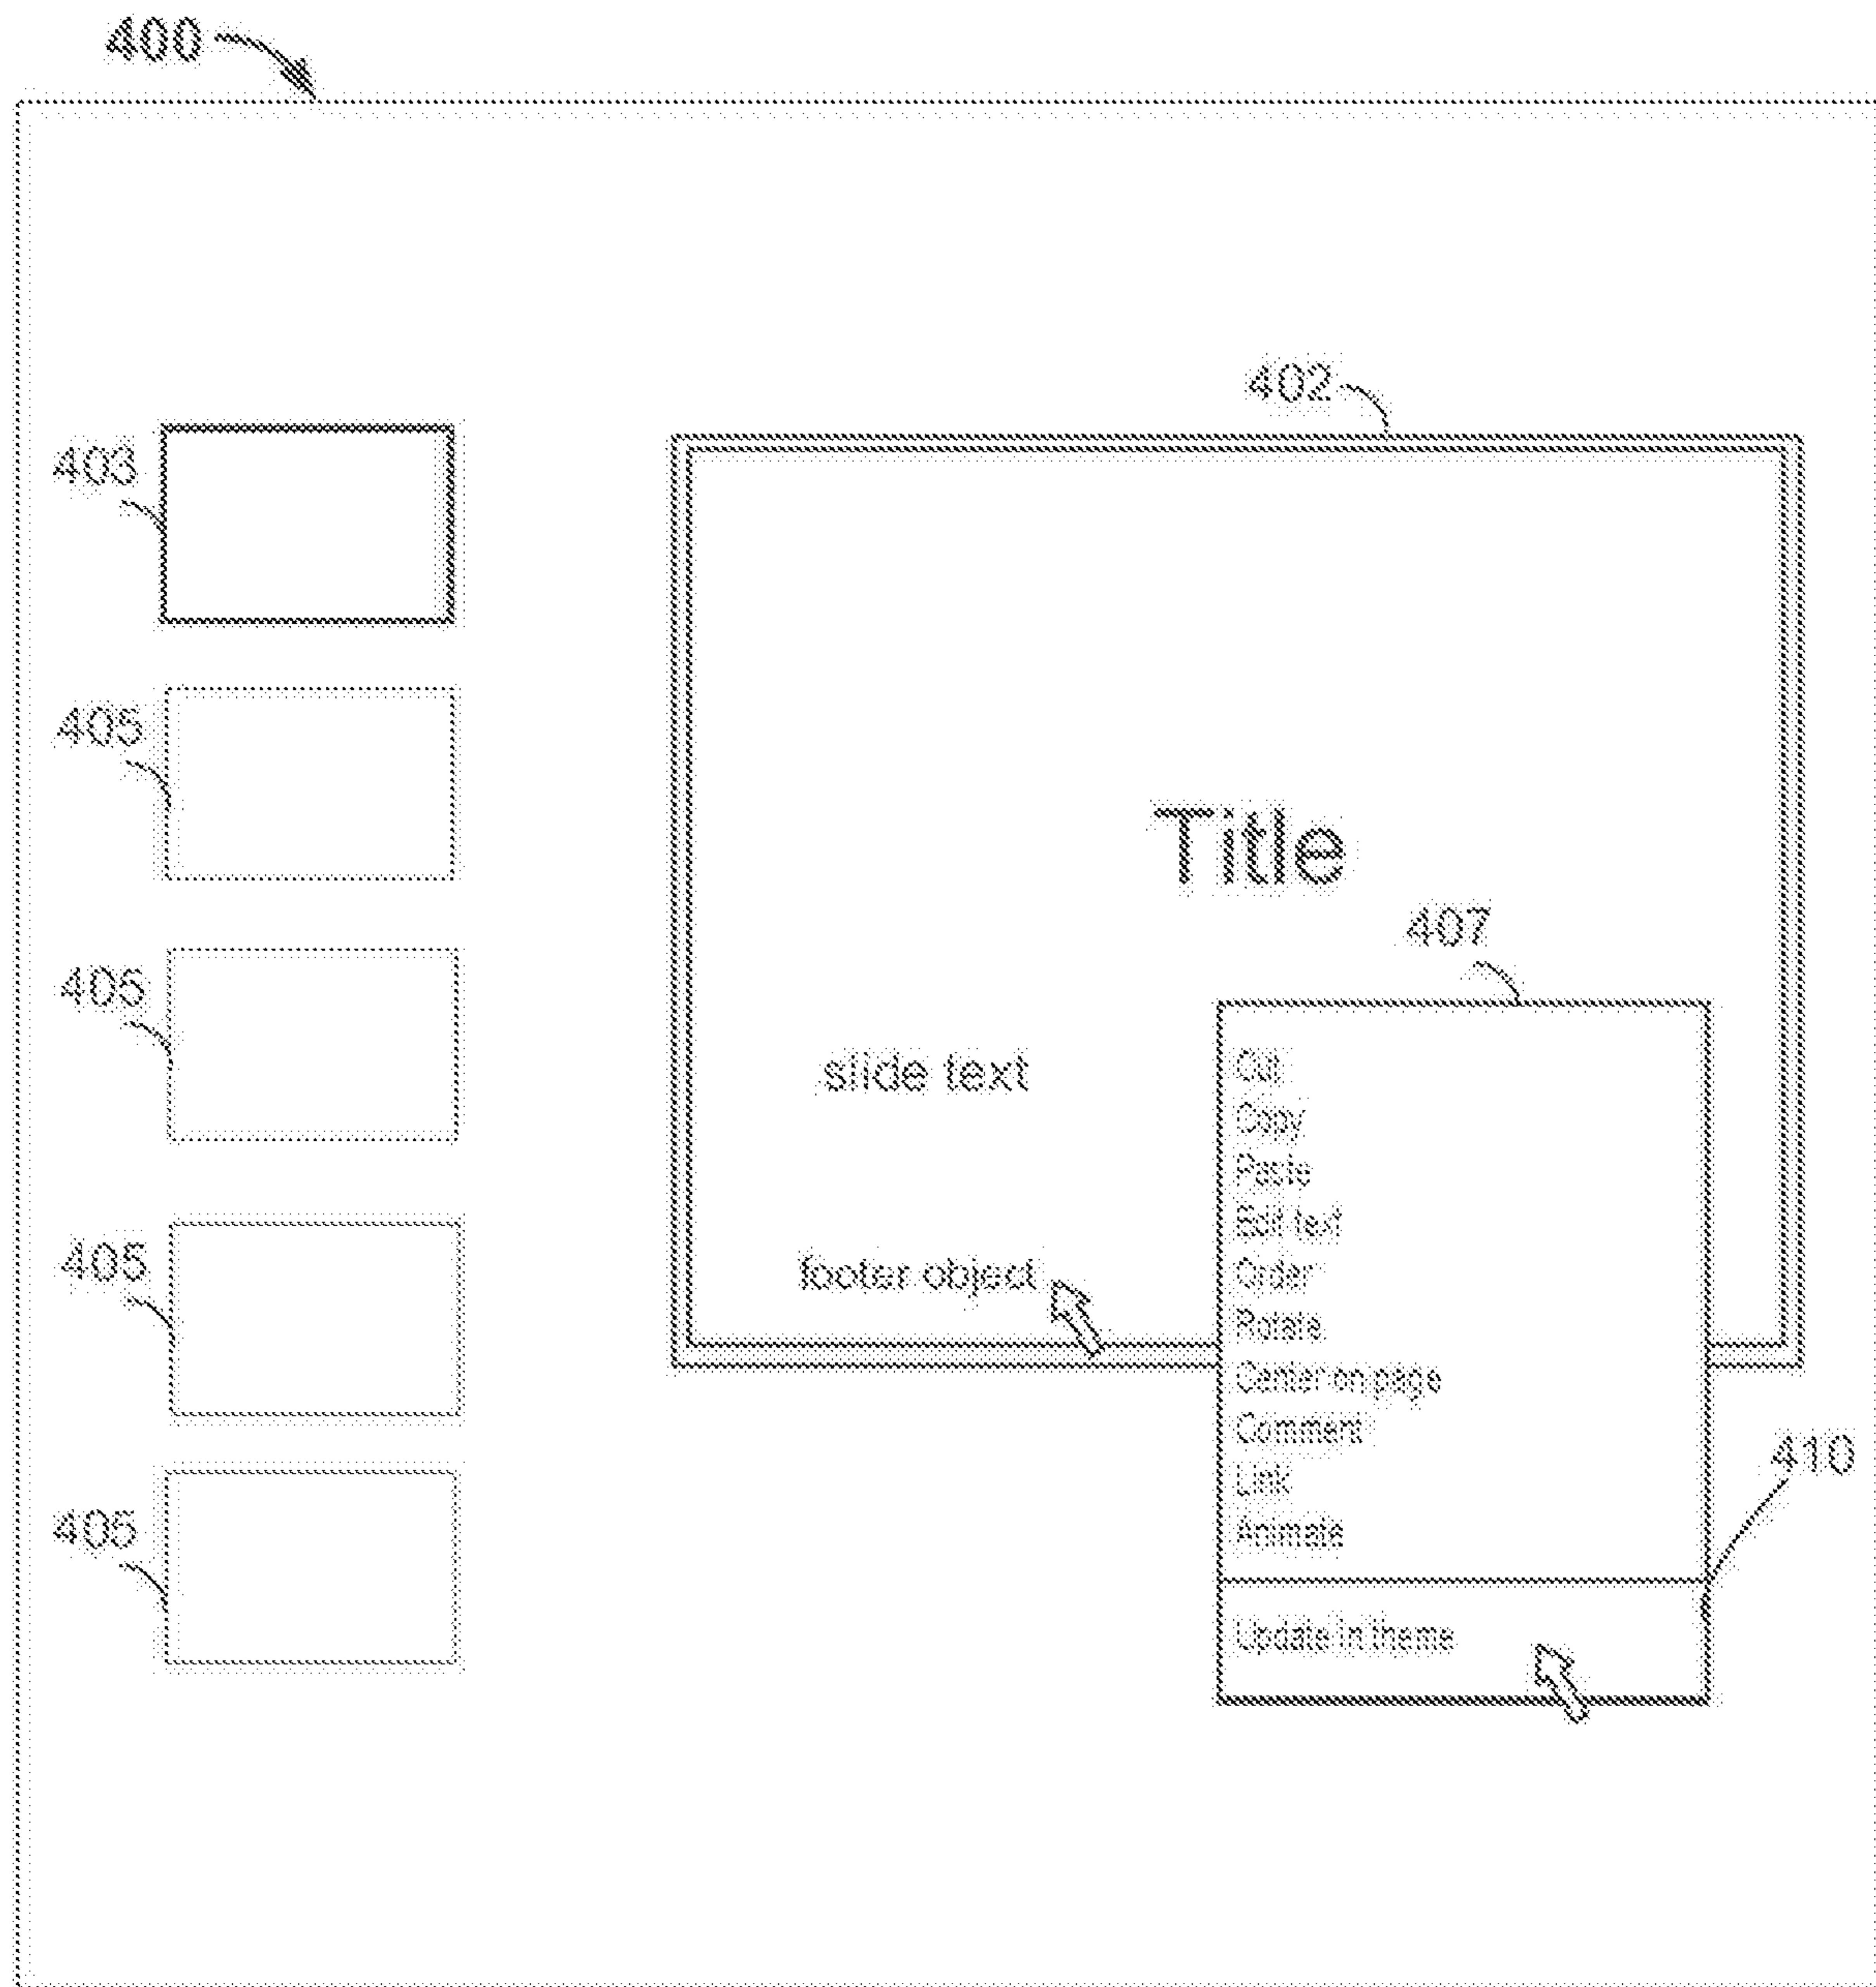 400
402
403
405
Title
407
405
slide text
Cut
Copy
Paste
Edit text
405
footer object
Order
Rotate
Center on page
Comment
410
Link
405
Animate
Update in theme